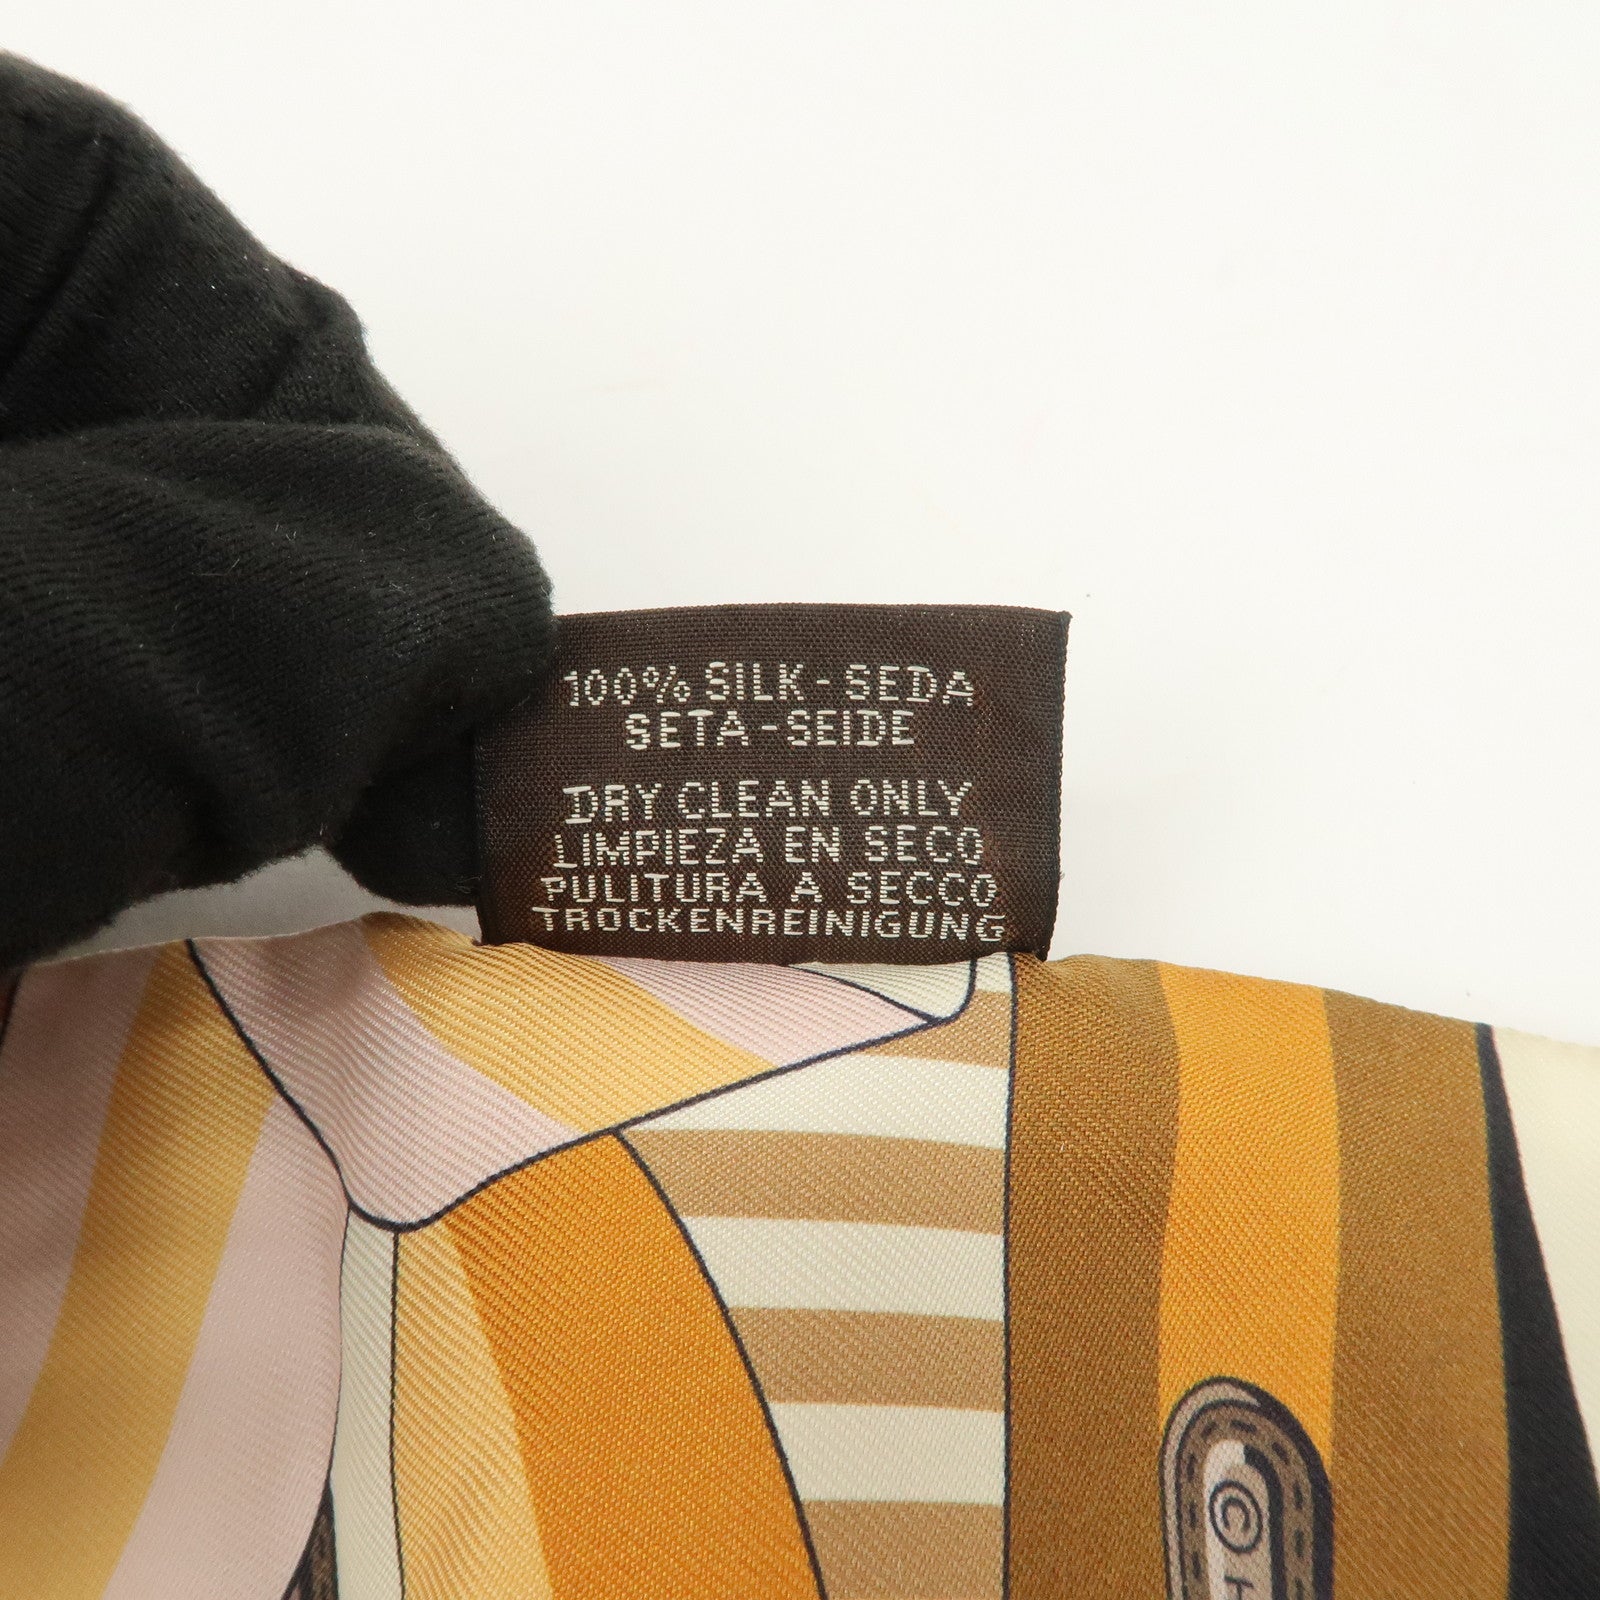 100% SILK-SEDA
SETA-SEIDE
DRY CLEAN ONLY
LIMPIEZA EN SECO
PULITURA A SECCO
TROCKENREINIGUNG
©